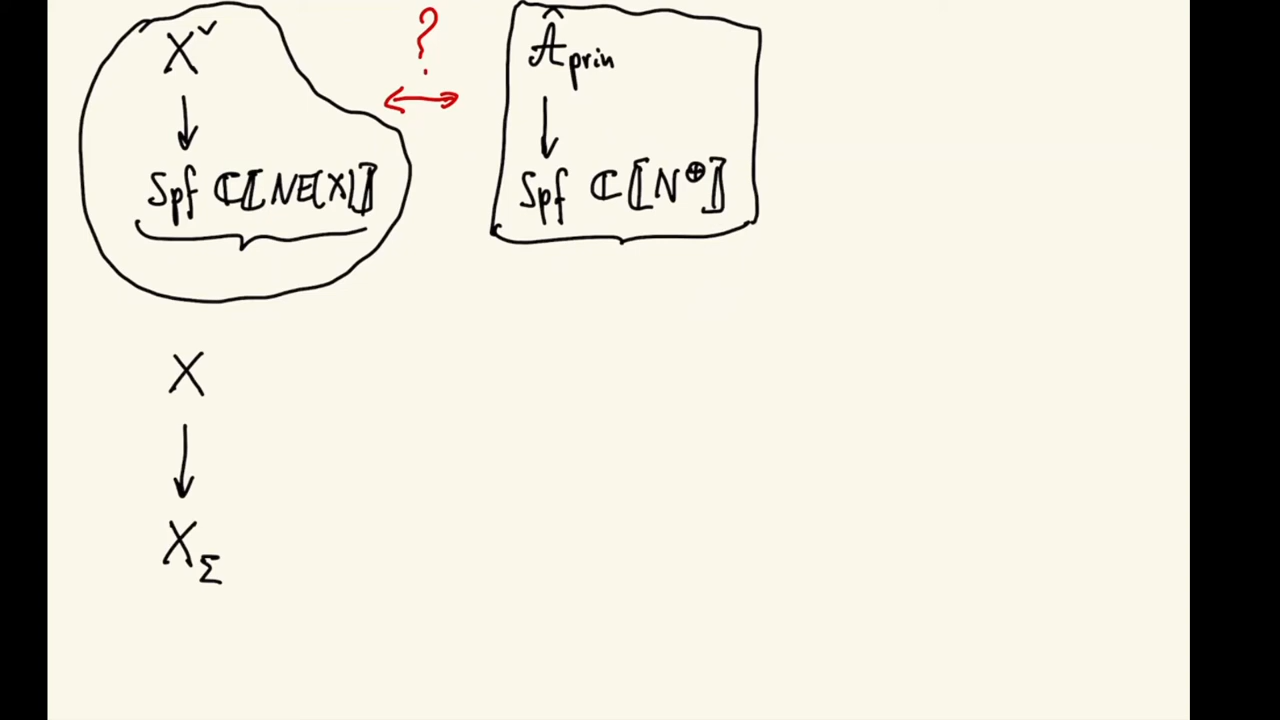 X^∨ ? Â_prin
↓ ↔ ↓
Spf ℂ⟦NE(X)⟧ Spf ℂ⟦N^⊕⟧
X
↓
X_Σ